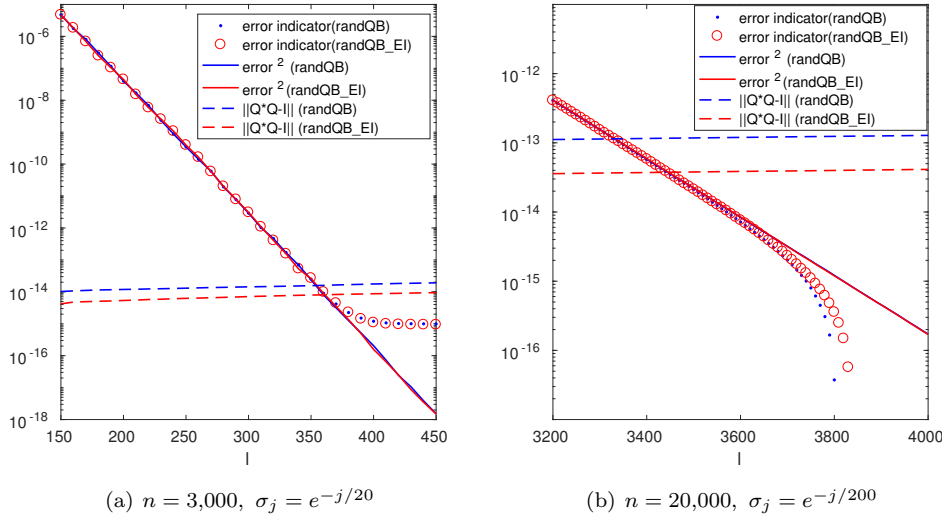 error indicator(randQB)
error indicator(randQB_EI)
error ² (randQB)
error ² (randQB_EI)
||Q*Q-I|| (randQB)
||Q*Q-I|| (randQB_EI)
10⁻⁶
10⁻⁸
10⁻¹⁰
10⁻¹²
10⁻¹⁴
10⁻¹⁶
10⁻¹⁸
150 200 250 300 350 400 450
l
(a) n = 3,000, σⱼ = e^{-j/20}
error indicator(randQB)
error indicator(randQB_EI)
error ² (randQB)
error ² (randQB_EI)
||Q*Q-I|| (randQB)
||Q*Q-I|| (randQB_EI)
10⁻¹²
10⁻¹³
10⁻¹⁴
10⁻¹⁵
10⁻¹⁶
3200 3400 3600 3800 4000
l
(b) n = 20,000, σⱼ = e^{-j/200}